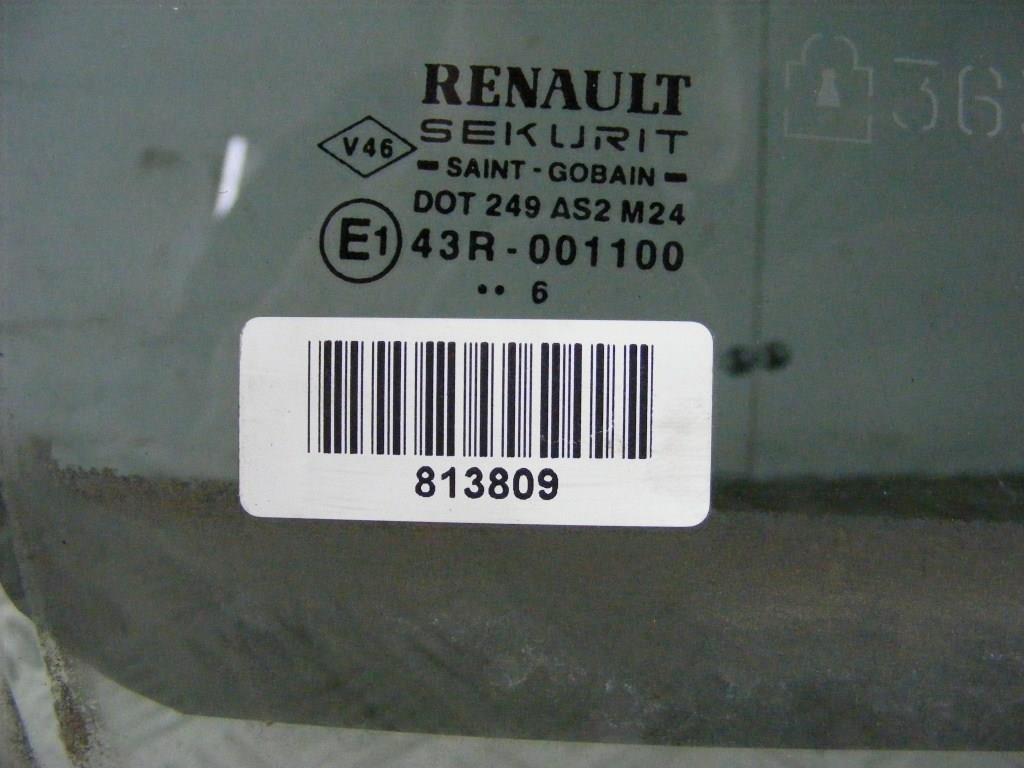 RENAULT
SEKURIT
V46
SAINT - GOBAIN
DOT 249 AS2 M24
E1
43R - 001100
.. 6
813809